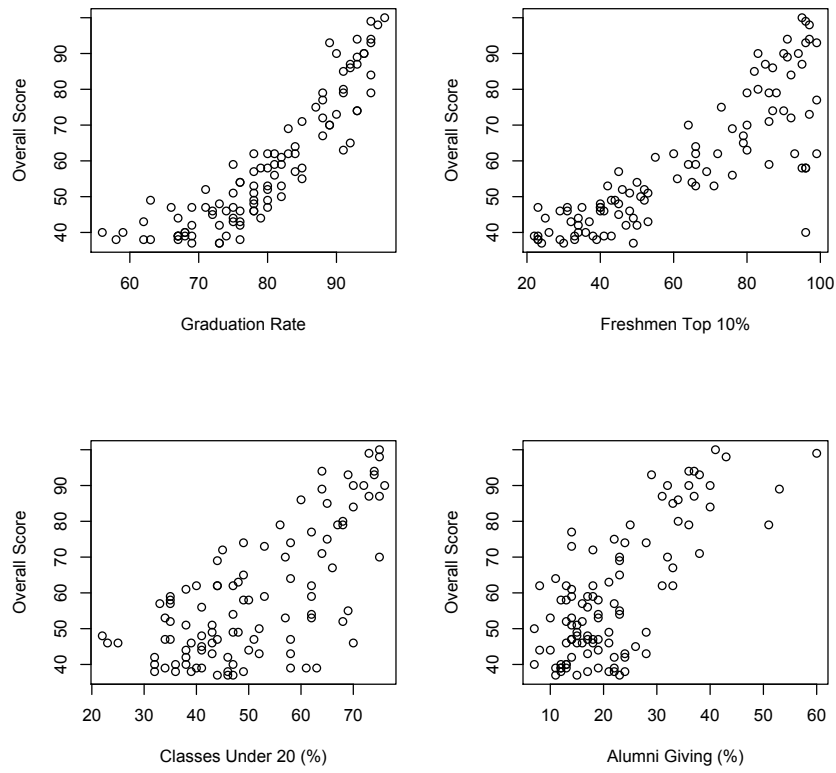 Overall Score
40 50 60 70 80 90
60 70 80 90
Graduation Rate
Overall Score
40 50 60 70 80 90
20 40 60 80 100
Freshmen Top 10%
Overall Score
40 50 60 70 80 90
20 30 40 50 60 70
Classes Under 20 (%)
Overall Score
40 50 60 70 80 90
10 20 30 40 50 60
Alumni Giving (%)